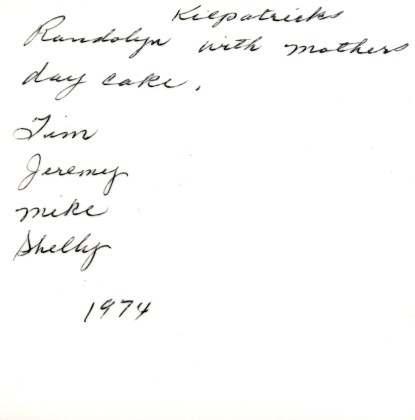 Kilpatricks
Randolyn with mothers
day cake.
Tim
Jeremy
Mike
Shelly
1974